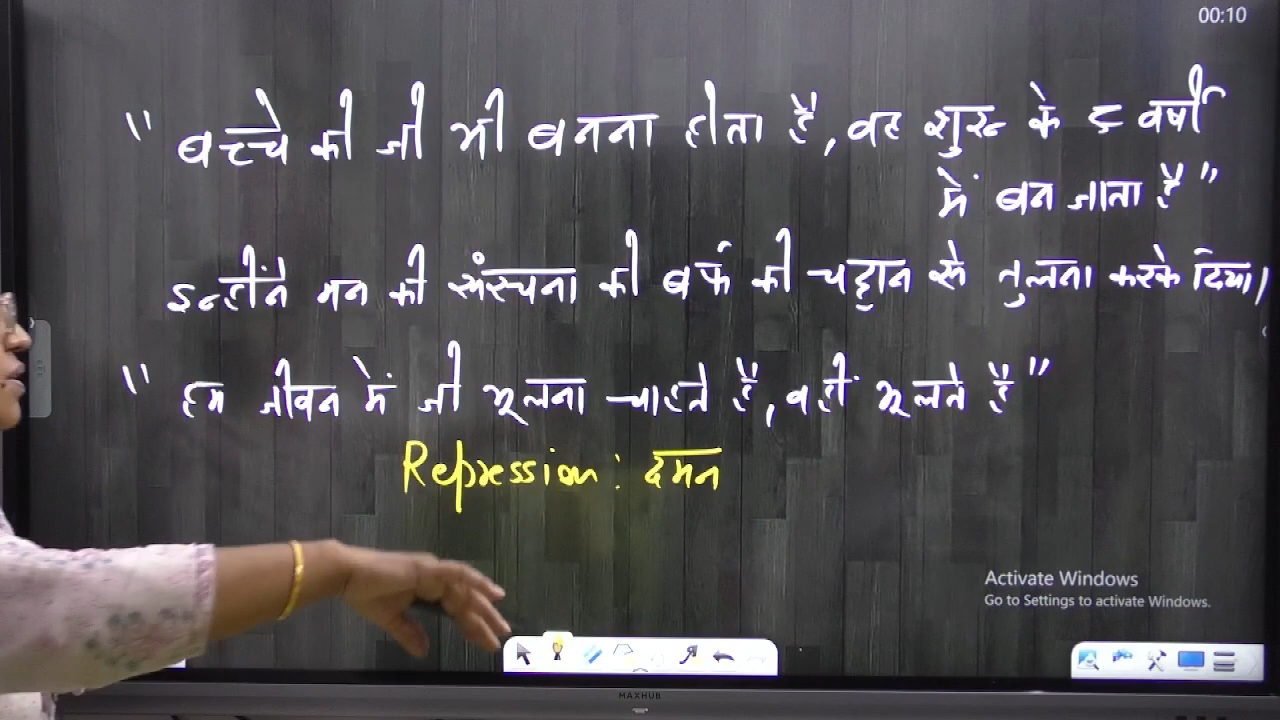 00:10
" बच्चे को जो भी बनना होता है, वह शुरू के 5 वर्षों
में बन जाता है "
इन्होंने मन की संरचना की बर्फ की चट्टान से तुलना करके दिया।
" हम जीवन में जो भूलना चाहते हैं, वही भूलते हैं "
Repression : दमन
Activate Windows
Go to Settings to activate Windows.
MAXHUB